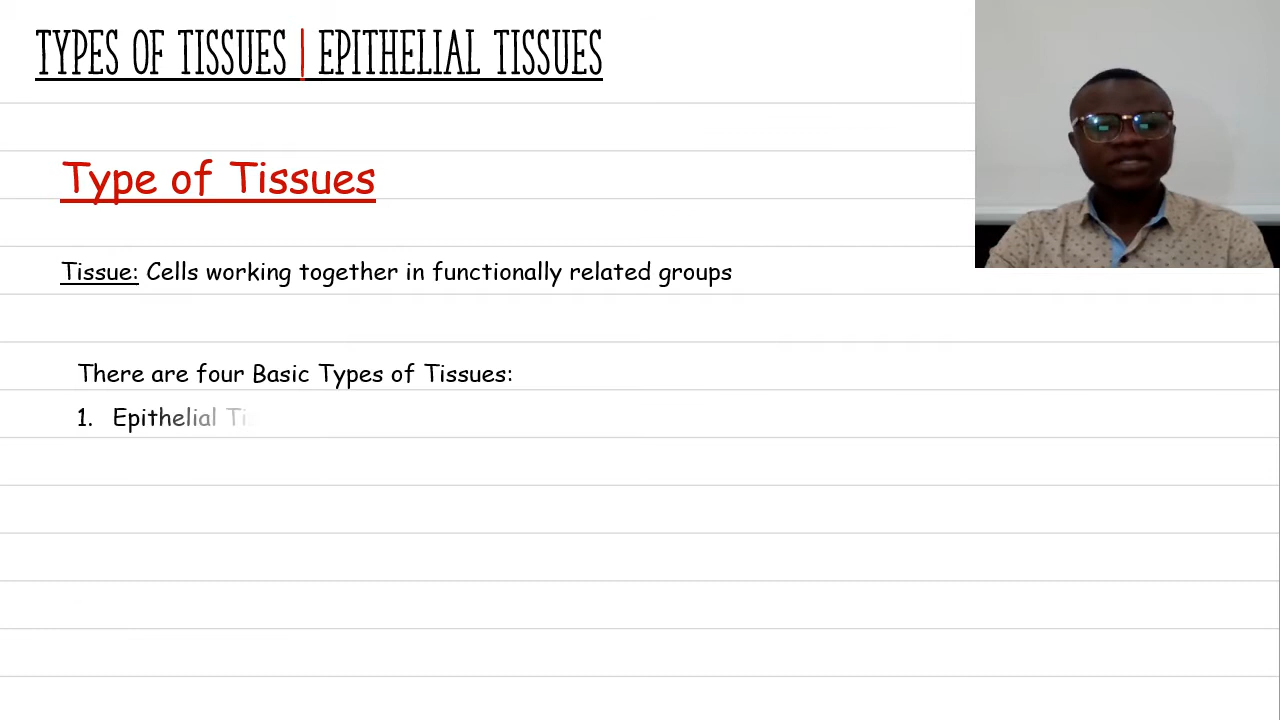 TYPES OF TISSUES | EPITHELIAL TISSUES
Type of Tissues
Tissue: Cells working together in functionally related groups
There are four Basic Types of Tissues:
1. Epithelial